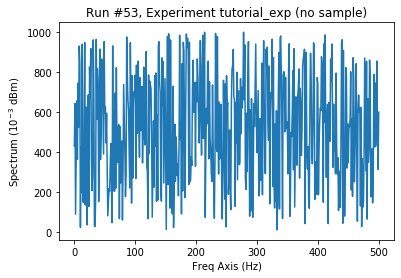 Run #53, Experiment tutorial_exp (no sample)
1000
800
600
400
200
0
Spectrum (10⁻³ dBm)
0 100 200 300 400 500
Freq Axis (Hz)